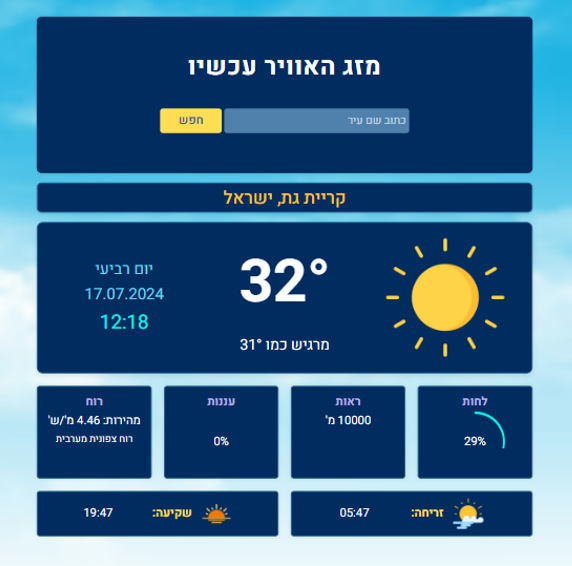 מזג האוויר עכשיו
כתוב שם עיר
חפש
קריית גת, ישראל
32°
מרגיש כמו 31°
יום רביעי
17.07.2024
12:18
לחות
29%
ראות
10000 מ'
עננות
0%
רוח
מהירות: 4.46 מ'/ש'
רוח צפונית מערבית
זריחה: 05:47
שקיעה: 19:47